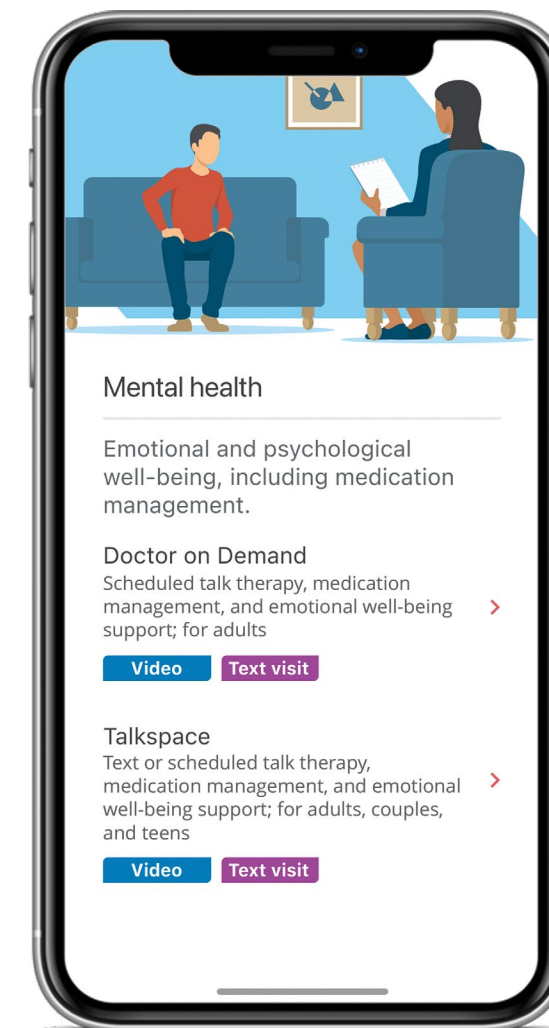 Mental health
Emotional and psychological
well-being, including medication
management.
Doctor on Demand
Scheduled talk therapy, medication
management, and emotional well-being
support; for adults
Video Text visit
Talkspace
Text or scheduled talk therapy,
medication management, and emotional
well-being support; for adults, couples,
and teens
Video Text visit